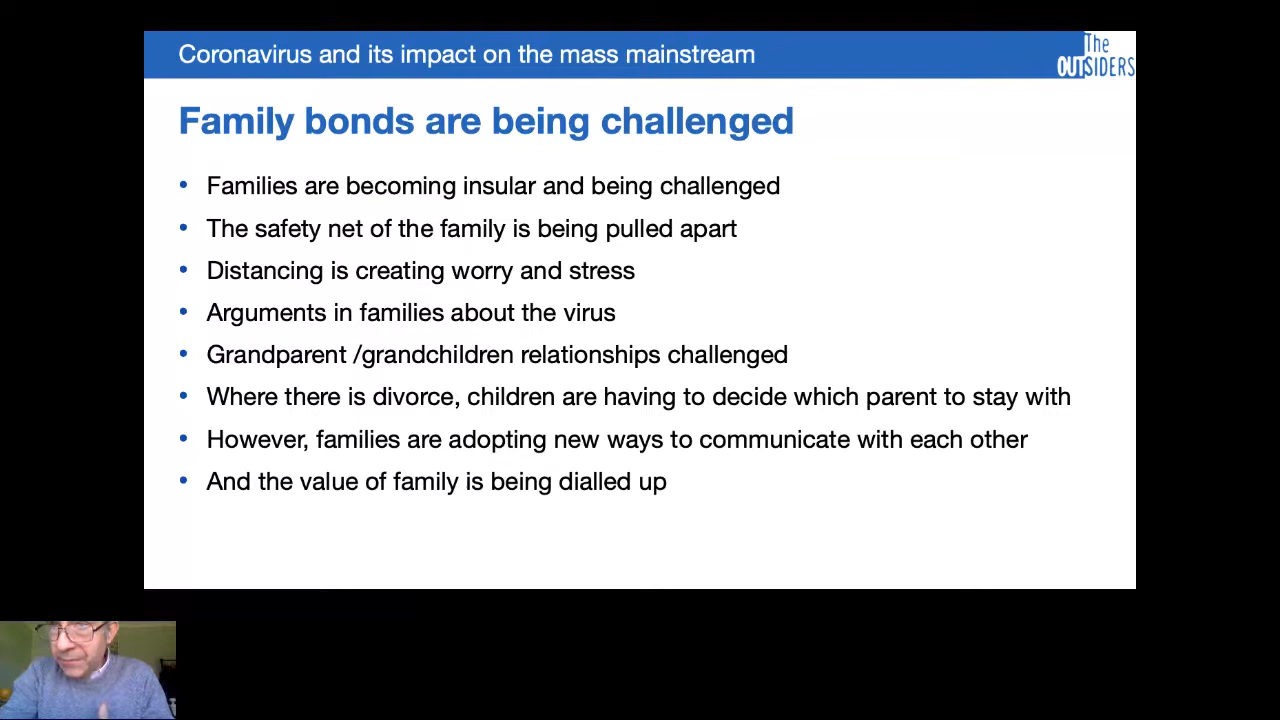 Coronavirus and its impact on the mass mainstream
The
OUTSIDERS
Family bonds are being challenged
• Families are becoming insular and being challenged
• The safety net of the family is being pulled apart
• Distancing is creating worry and stress
• Arguments in families about the virus
• Grandparent /grandchildren relationships challenged
• Where there is divorce, children are having to decide which parent to stay with
• However, families are adopting new ways to communicate with each other
• And the value of family is being dialled up